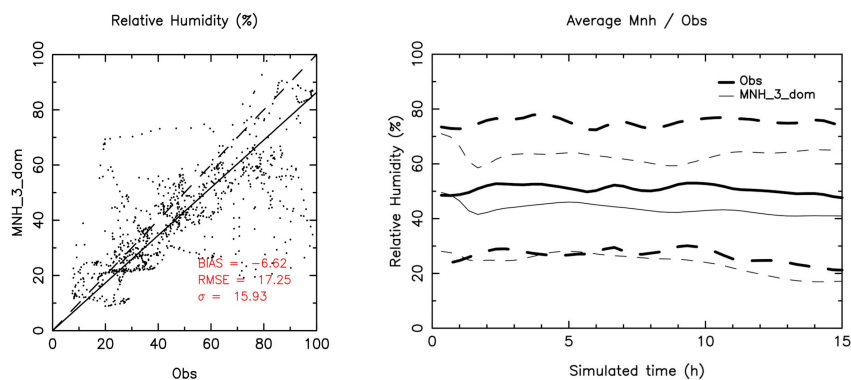 Relative Humidity (%)
MNH_3_dom
100
80
60
40
20
0
BIAS = -6.62
RMSE = 17.25
σ = 15.93
0 20 40 60 80 100
Obs
Average Mnh / Obs
Relative Humidity (%)
100
80
60
40
20
0
Obs
MNH_3_dom
0 5 10 15
Simulated time (h)